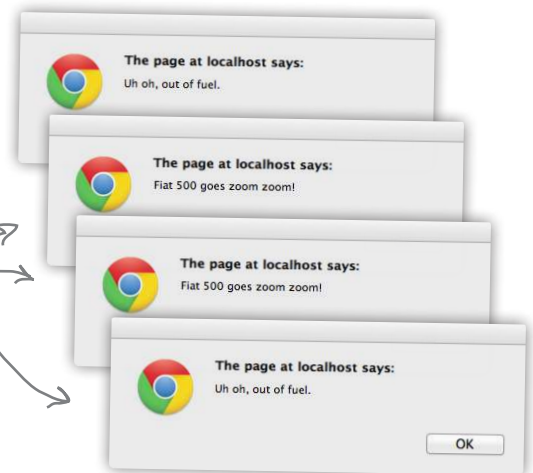 The page at localhost says:
Uh oh, out of fuel.
The page at localhost says:
Fiat 500 goes zoom zoom!
The page at localhost says:
Fiat 500 goes zoom zoom!
The page at localhost says:
Uh oh, out of fuel.
OK